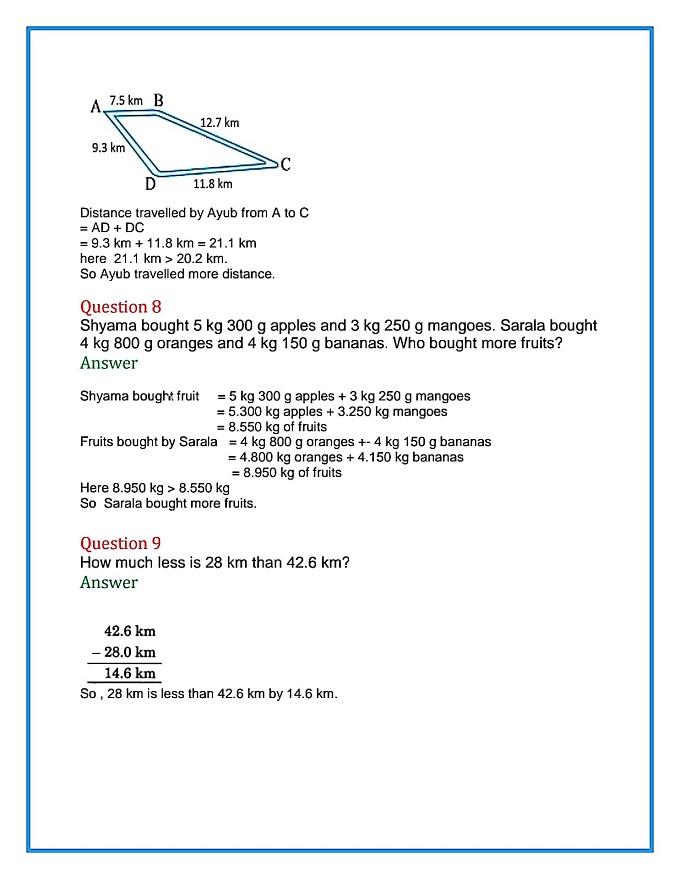 A 7.5 km B
12.7 km
9.3 km
C
D 11.8 km
Distance travelled by Ayub from A to C
= AD + DC
= 9.3 km + 11.8 km = 21.1 km
here 21.1 km > 20.2 km.
So Ayub travelled more distance.
Question 8
Shyama bought 5 kg 300 g apples and 3 kg 250 g mangoes. Sarala bought
4 kg 800 g oranges and 4 kg 150 g bananas. Who bought more fruits?
Answer
Shyama bought fruit = 5 kg 300 g apples + 3 kg 250 g mangoes
= 5.300 kg apples + 3.250 kg mangoes
= 8.550 kg of fruits
Fruits bought by Sarala = 4 kg 800 g oranges +- 4 kg 150 g bananas
= 4.800 kg oranges + 4.150 kg bananas
= 8.950 kg of fruits
Here 8.950 kg > 8.550 kg
So Sarala bought more fruits.
Question 9
How much less is 28 km than 42.6 km?
Answer
42.6 km
− 28.0 km
14.6 km
So , 28 km is less than 42.6 km by 14.6 km.